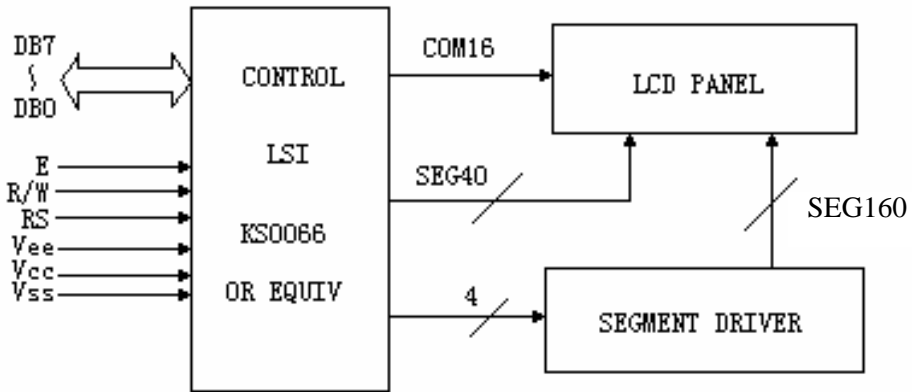 DB7
~
DB0
E
R/W
RS
Vee
Vcc
Vss
CONTROL
LSI
KS0066
OR EQUIV
COM16
SEG40
4
LCD PANEL
SEG160
SEGMENT DRIVER